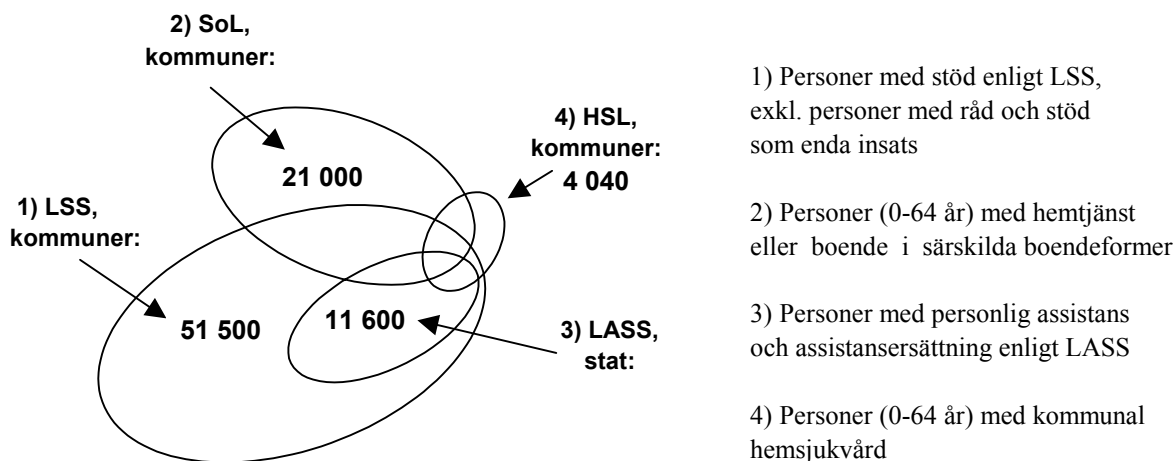 2) SoL,
kommuner:
21 000
4) HSL,
kommuner:
4 040
1) LSS,
kommuner:
51 500
11 600
3) LASS,
stat:
1) Personer med stöd enligt LSS,
exkl. personer med råd och stöd
som enda insats
2) Personer (0-64 år) med hemtjänst
eller boende i särskilda boendeformer
3) Personer med personlig assistans
och assistansersättning enligt LASS
4) Personer (0-64 år) med kommunal
hemsjukvård